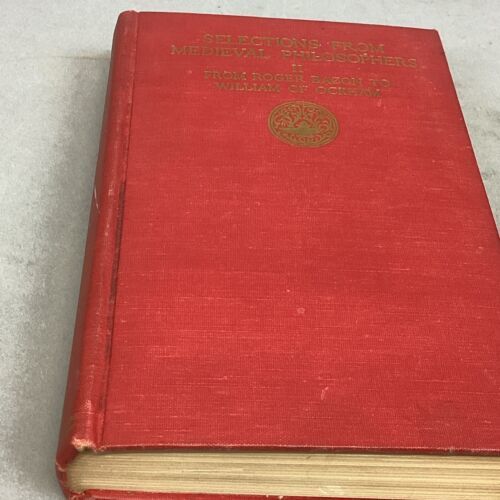 SELECTIONS FROM
MEDIEVAL PHILOSOPHERS
II
FROM ROGER BACON TO
WILLIAM OF OCKHAM